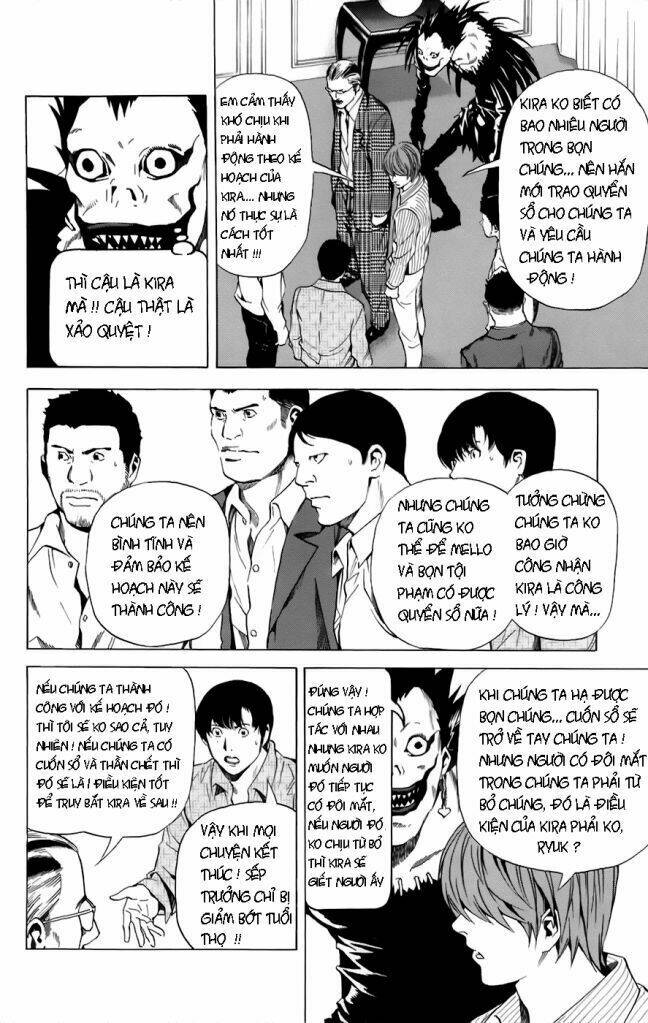 KIRA KO BIẾT CÓ
BAO NHIÊU NGƯỜI
TRONG BỌN
CHÚNG... NÊN HẮN
MỚI TRAO QUYỂN
SỔ CHO CHÚNG TA
VÀ YÊU CẦU
CHÚNG TA HÀNH
ĐỘNG !
EM CẢM THẤY
KHÓ CHỊU KHI
PHẢI HÀNH
ĐỘNG THEO KẾ
HOẠCH CỦA
KIRA... NHƯNG
NÓ THỰC SỰ LÀ
CÁCH TỐT
NHẤT !!!
THÌ CẬU LÀ KIRA
MÀ !! CẬU THẬT LÀ
XẢO QUYỆT !
TƯỞNG CHỪNG
CHÚNG TA KO
BAO GIỜ
CÔNG NHẬN
KIRA LÀ CÔNG
LÝ ! VẬY MÀ...
NHƯNG CHÚNG
TA CŨNG KO
THỂ ĐỂ MELLO
VÀ BỌN TỘI
PHẠM CÓ ĐƯỢC
QUYỂN SỔ NỮA !
CHÚNG TA NÊN
BÌNH TĨNH VÀ
ĐẢM BẢO KẾ
HOẠCH NÀY SẼ
THÀNH CÔNG !
KHI CHÚNG TA HẠ ĐƯỢC
BỌN CHÚNG... CUỐN SỔ SẼ
TRỞ VỀ TAY CHÚNG TA !
NHƯNG NGƯỜI CÓ ĐÔI MẮT
TRONG CHÚNG TA PHẢI TỪ
BỎ CHÚNG, ĐÓ LÀ ĐIỀU
KIỆN CỦA KIRA PHẢI KO,
RYUK ?
ĐÚNG VẬY !
CHÚNG TA HỢP
TÁC VỚI NHAU
NHƯNG KIRA KO
MUỐN NGƯỜI
ĐÓ TIẾP TỤC
CÓ ĐÔI MẮT,
NẾU NGƯỜI ĐÓ
KO CHỊU TỪ BỎ
THÌ KIRA SẼ
GIẾT NGƯỜI ẤY
NẾU CHÚNG TA THÀNH
CÔNG VỚI KẾ HOẠCH ĐÓ !
THÌ TÔI SẼ KO SAO CẢ, TUY
NHIÊN ! NẾU CHÚNG TA CÓ
CUỐN SỔ VÀ THẦN CHẾT THÌ
ĐÓ SẼ LÀ 1 ĐIỀU KIỆN TỐT
ĐỂ TRUY BẮT KIRA VỀ SAU !!
VẬY KHI MỌI
CHUYỆN KẾT
THÚC ! SẾP
TRƯỞNG CHỈ BỊ
GIẢM BỚT TUỔI
THỌ !!